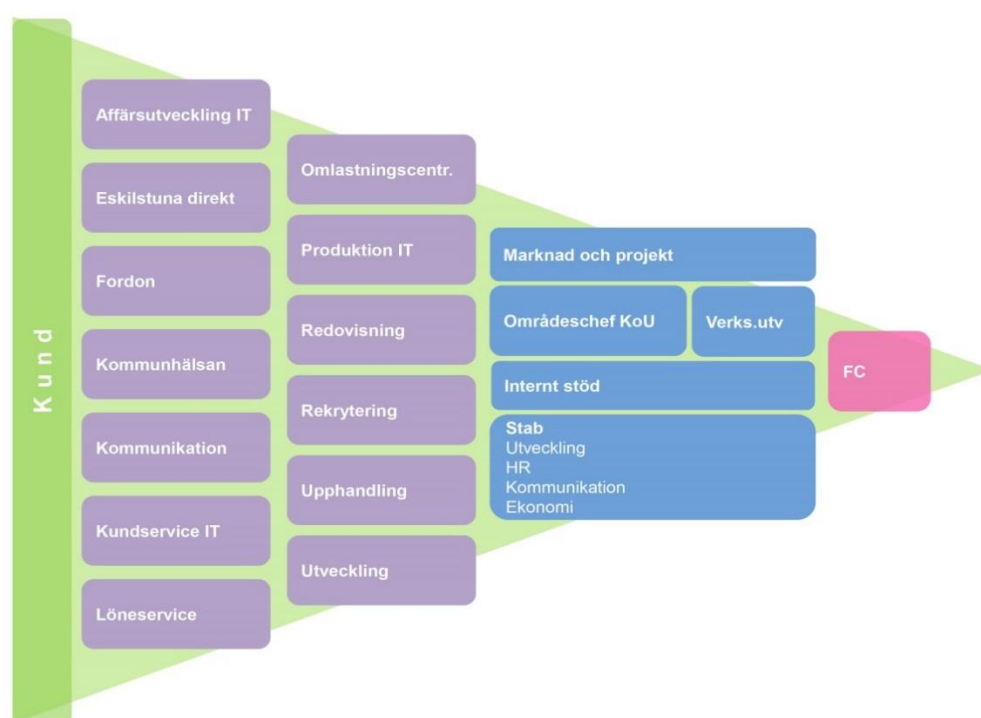 Kund
Affärsutveckling IT
Eskilstuna direkt
Fordon
Kommunhälsan
Kommunikation
Kundservice IT
Löneservice
Omlastningscentr.
Produktion IT
Redovisning
Rekrytering
Upphandling
Utveckling
Marknad och projekt
Områdeschef KoU
Verks.utv
Internt stöd
Stab
Utveckling
HR
Kommunikation
Ekonomi
FC